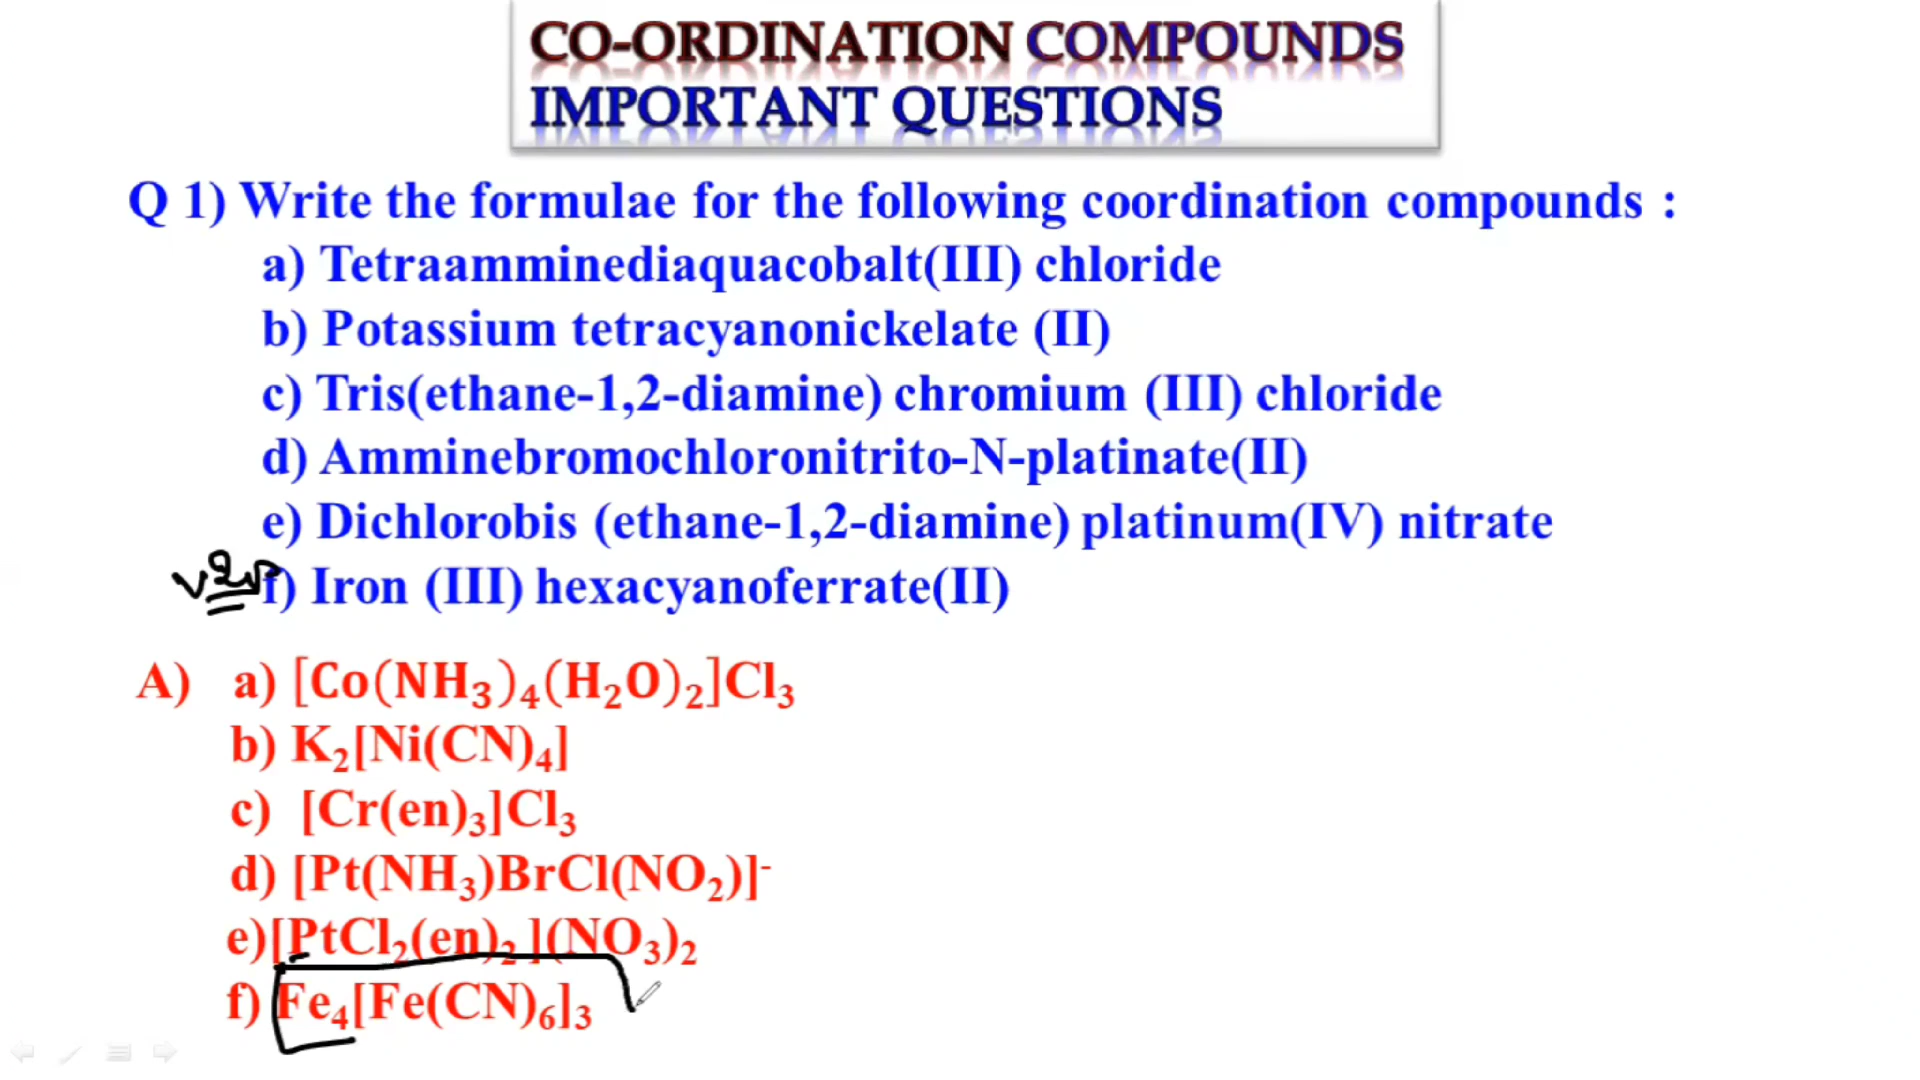 CO-ORDINATION COMPOUNDS
IMPORTANT QUESTIONS
Q 1) Write the formulae for the following coordination compounds :
a) Tetraamminediaquacobalt(III) chloride
b) Potassium tetracyanonickelate (II)
c) Tris(ethane-1,2-diamine) chromium (III) chloride
d) Amminebromochloronitrito-N-platinate(II)
e) Dichlorobis (ethane-1,2-diamine) platinum(IV) nitrate
f) Iron (III) hexacyanoferrate(II)
A) a) [Co(NH₃)₄(H₂O)₂]Cl₃
b) K₂[Ni(CN)₄]
c) [Cr(en)₃]Cl₃
d) [Pt(NH₃)BrCl(NO₂)]⁻
e)[PtCl₂(en)₂ ](NO₃)₂
f) Fe₄[Fe(CN)₆]₃